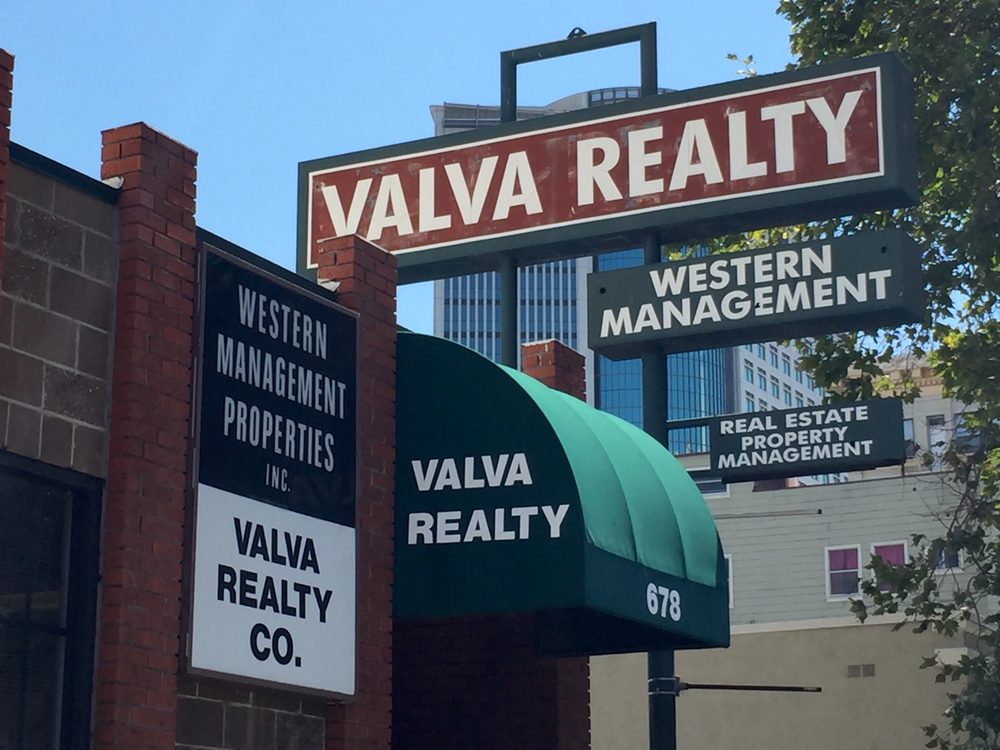 VALVA REALTY
WESTERN
MANAGEMENT
REAL ESTATE
PROPERTY
MANAGEMENT
WESTERN
MANAGEMENT
PROPERTIES
INC.
VALVA
REALTY
CO.
VALVA
REALTY
678